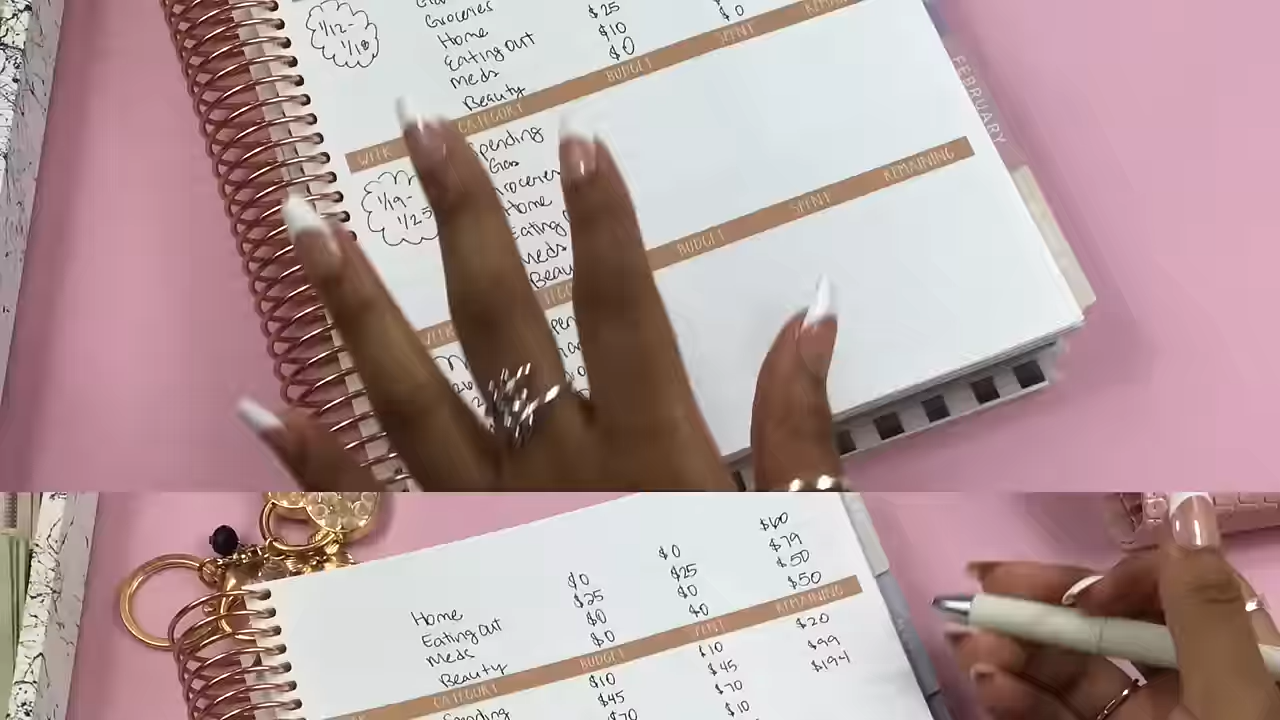 1/12-
1/18
Groceries $25 $0
Home $10
Eating out $0
Meds
Beauty
WEEK CATEGORY BUDGET SPENT
1/19-
1/25
Spending
Gas
Groceries
Home
Eating
Meds
Beau
BUDGET SPENT REMAINING
FEBRUARY
$60
$0 $79
Home $0 $25 $50
Eating out $25 $0 $50
Meds $0 $0
Beauty $0
CATEGORY BUDGET SPENT REMAINING
Spending $10 $10 $20
$45 $45 $99
$70 $70 $194
$10